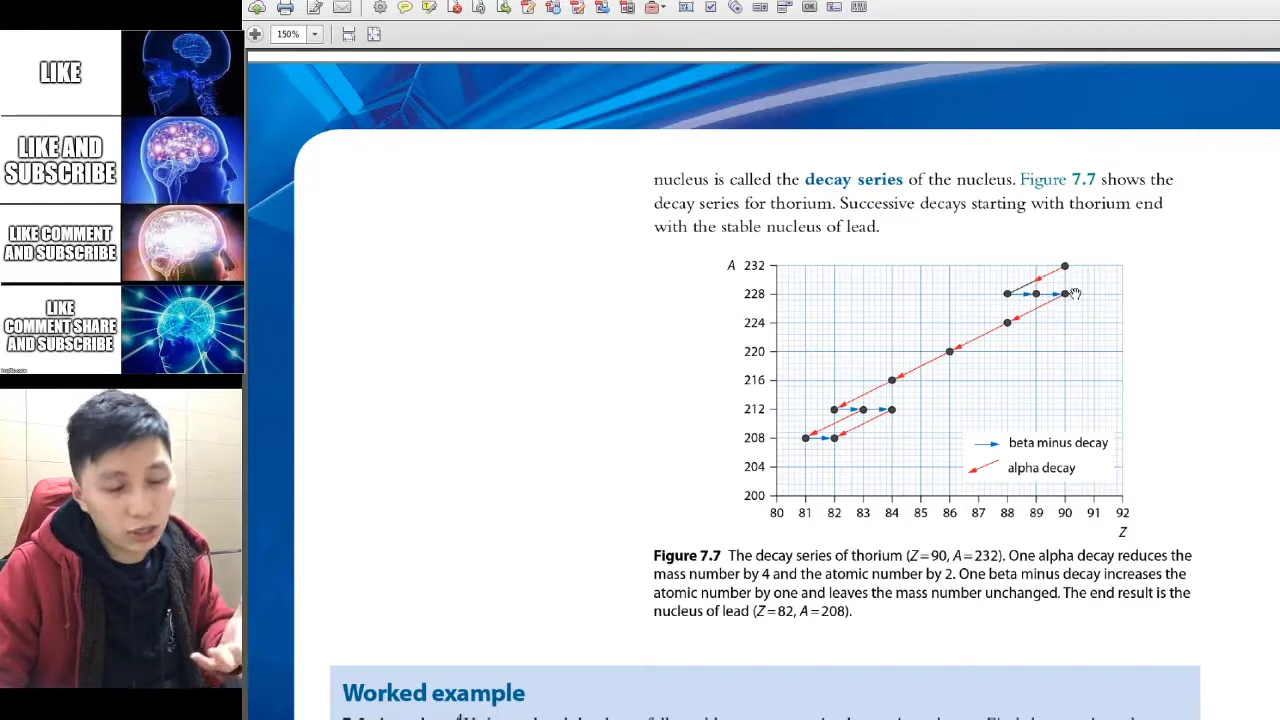 150%
LIKE
LIKE AND
SUBSCRIBE
LIKE COMMENT
AND SUBSCRIBE
LIKE
COMMENT SHARE
AND SUBSCRIBE
nucleus is called the decay series of the nucleus. Figure 7.7 shows the
decay series for thorium. Successive decays starting with thorium end
with the stable nucleus of lead.
A 232
228
224
220
216
212
208
204
200
beta minus decay
alpha decay
80 81 82 83 84 85 86 87 88 89 90 91 92
Z
Figure 7.7 The decay series of thorium (Z=90, A=232). One alpha decay reduces the
mass number by 4 and the atomic number by 2. One beta minus decay increases the
atomic number by one and leaves the mass number unchanged. The end result is the
nucleus of lead (Z=82, A=208).
Worked example